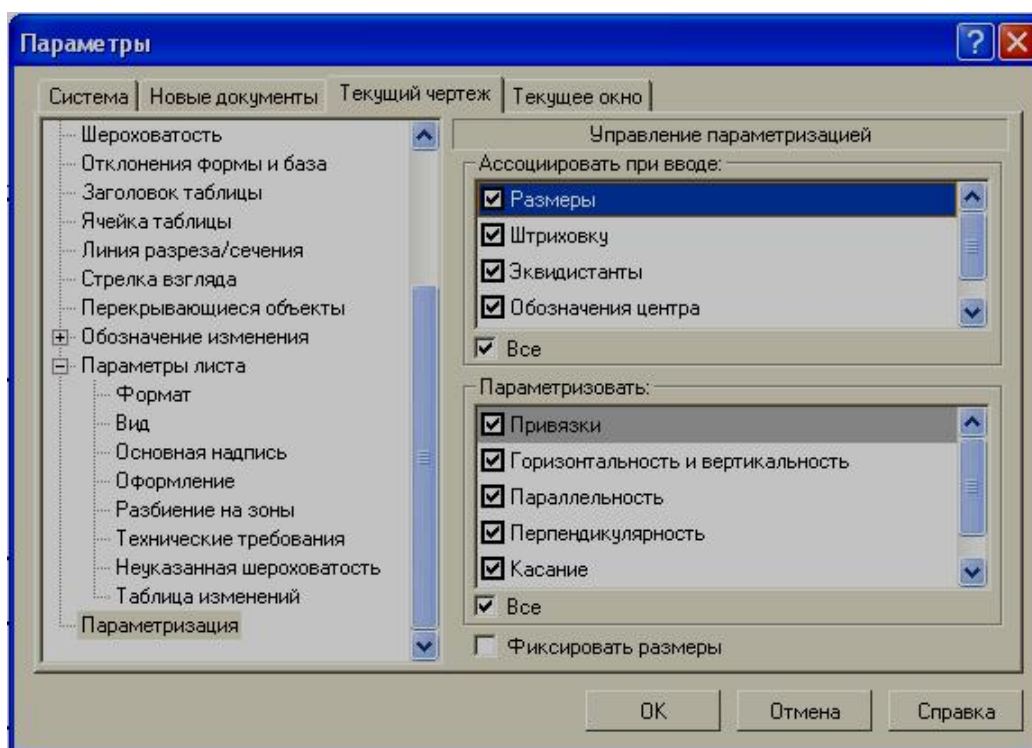 Параметры
Система Новые документы Текущий чертеж Текущее окно
Шероховатость
Отклонения формы и база
Заголовок таблицы
Ячейка таблицы
Линия разреза/сечения
Стрелка взгляда
Перекрывающиеся объекты
Обозначение изменения
Параметры листа
Формат
Вид
Основная надпись
Оформление
Разбиение на зоны
Технические требования
Неуказанная шероховатость
Таблица изменений
Параметризация
Управление параметризацией
Ассоциировать при вводе:
Размеры
Штриховку
Эквидистанты
Обозначения центра
Все
Параметризовать:
Привязки
Горизонтальность и вертикальность
Параллельность
Перпендикулярность
Касание
Все
Фиксировать размеры
OK Отмена Справка